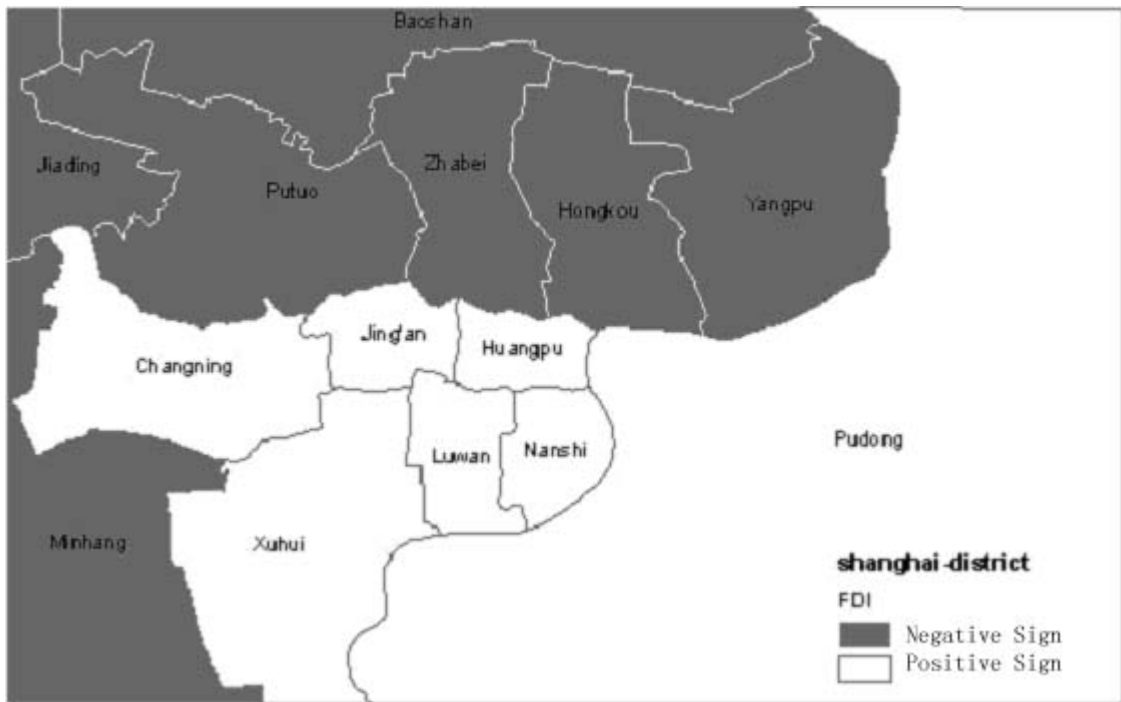 Baoshan
Jiading
Putuo
Zhabei
Hongkou
Yangpu
Changning
Jing'an
Huangpu
Luwan
Nanshi
Pudong
Minhang
Xuhui
shanghai-district
FDI
Negative Sign
Positive Sign